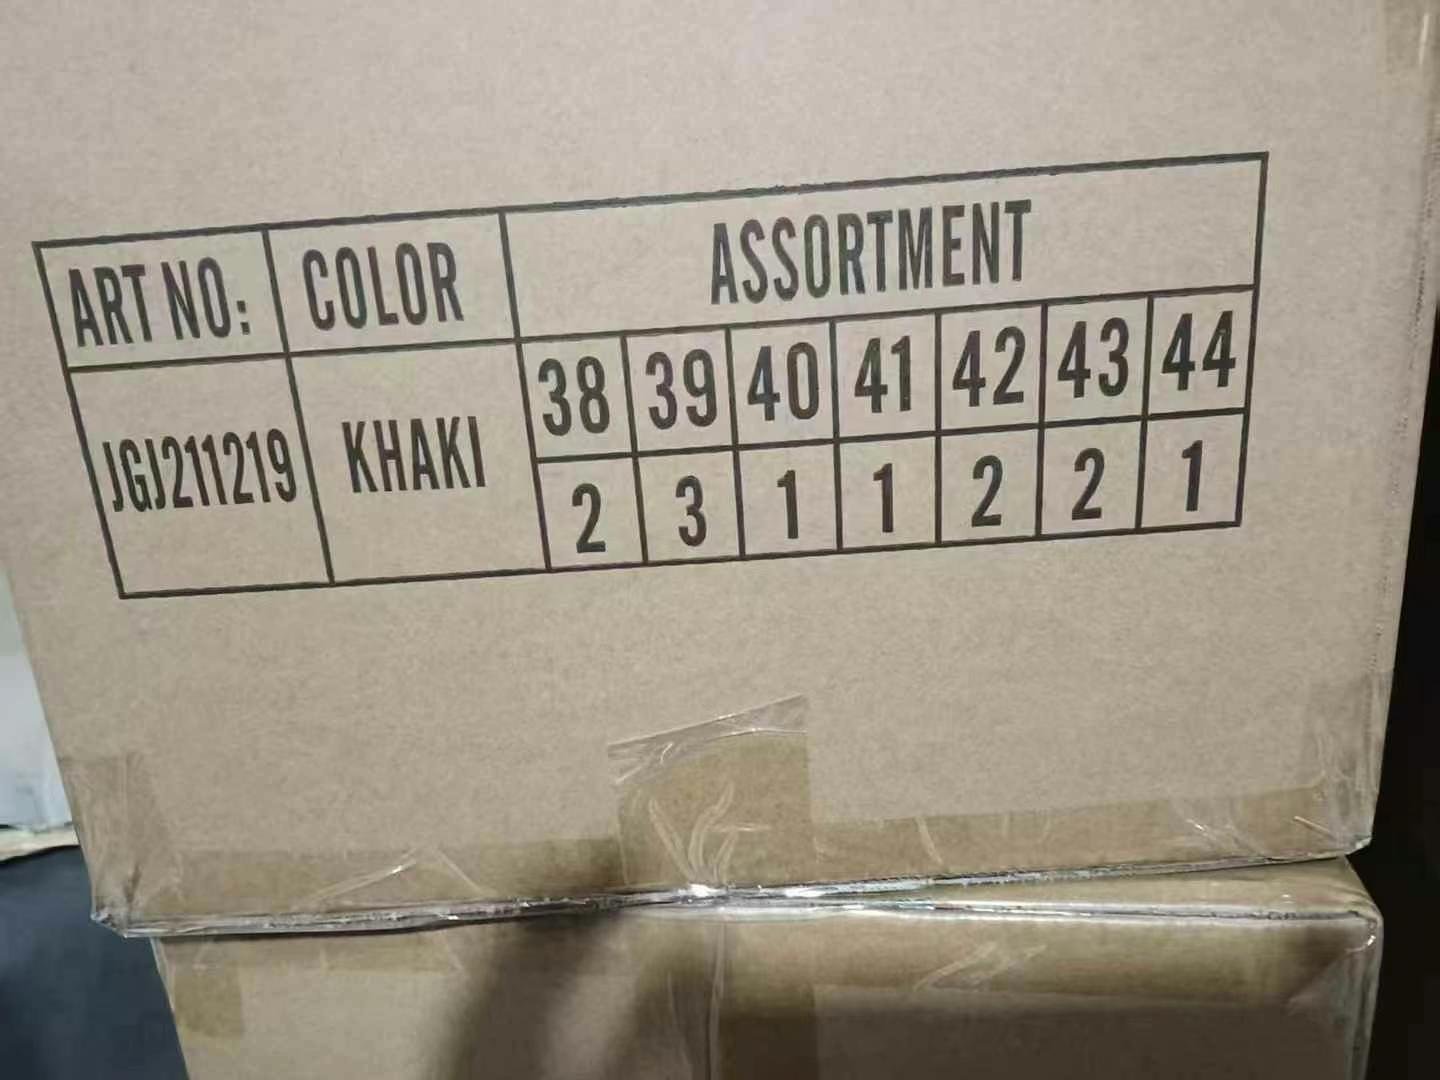 ART NO: COLOR ASSORTMENT
38 39 40 41 42 43 44
JGJ211219 KHAKI
2 3 1 1 2 2 1